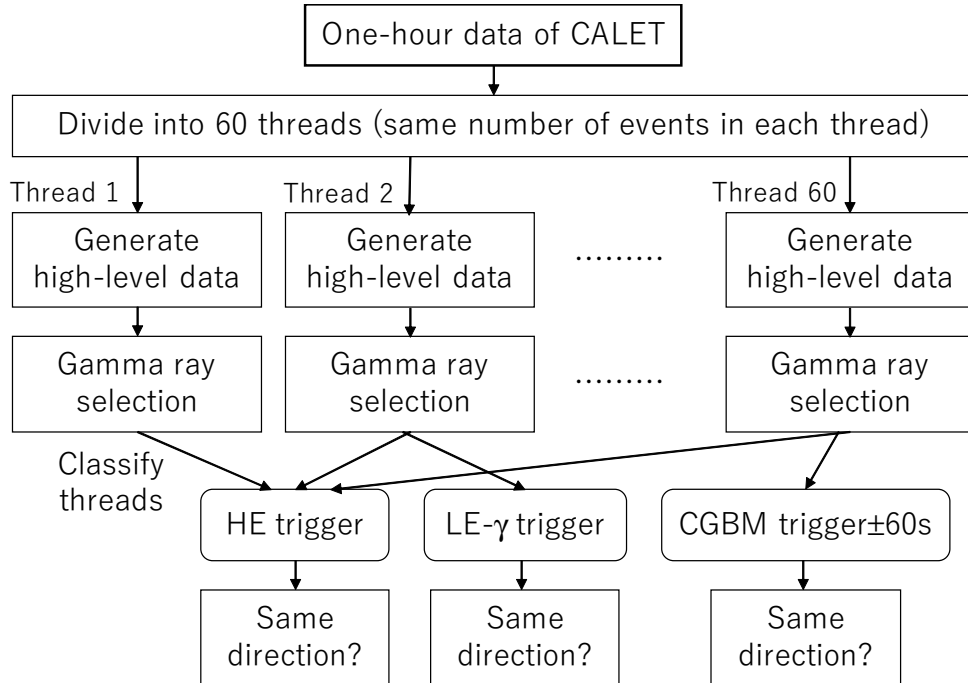 One-hour data of CALET
Divide into 60 threads (same number of events in each thread)
Thread 1
Thread 2
Thread 60
Generate
high-level data
Generate
high-level data
………
Generate
high-level data
Gamma ray
selection
Gamma ray
selection
………
Gamma ray
selection
Classify
threads
HE trigger
LE-γ trigger
CGBM trigger±60s
Same
direction?
Same
direction?
Same
direction?